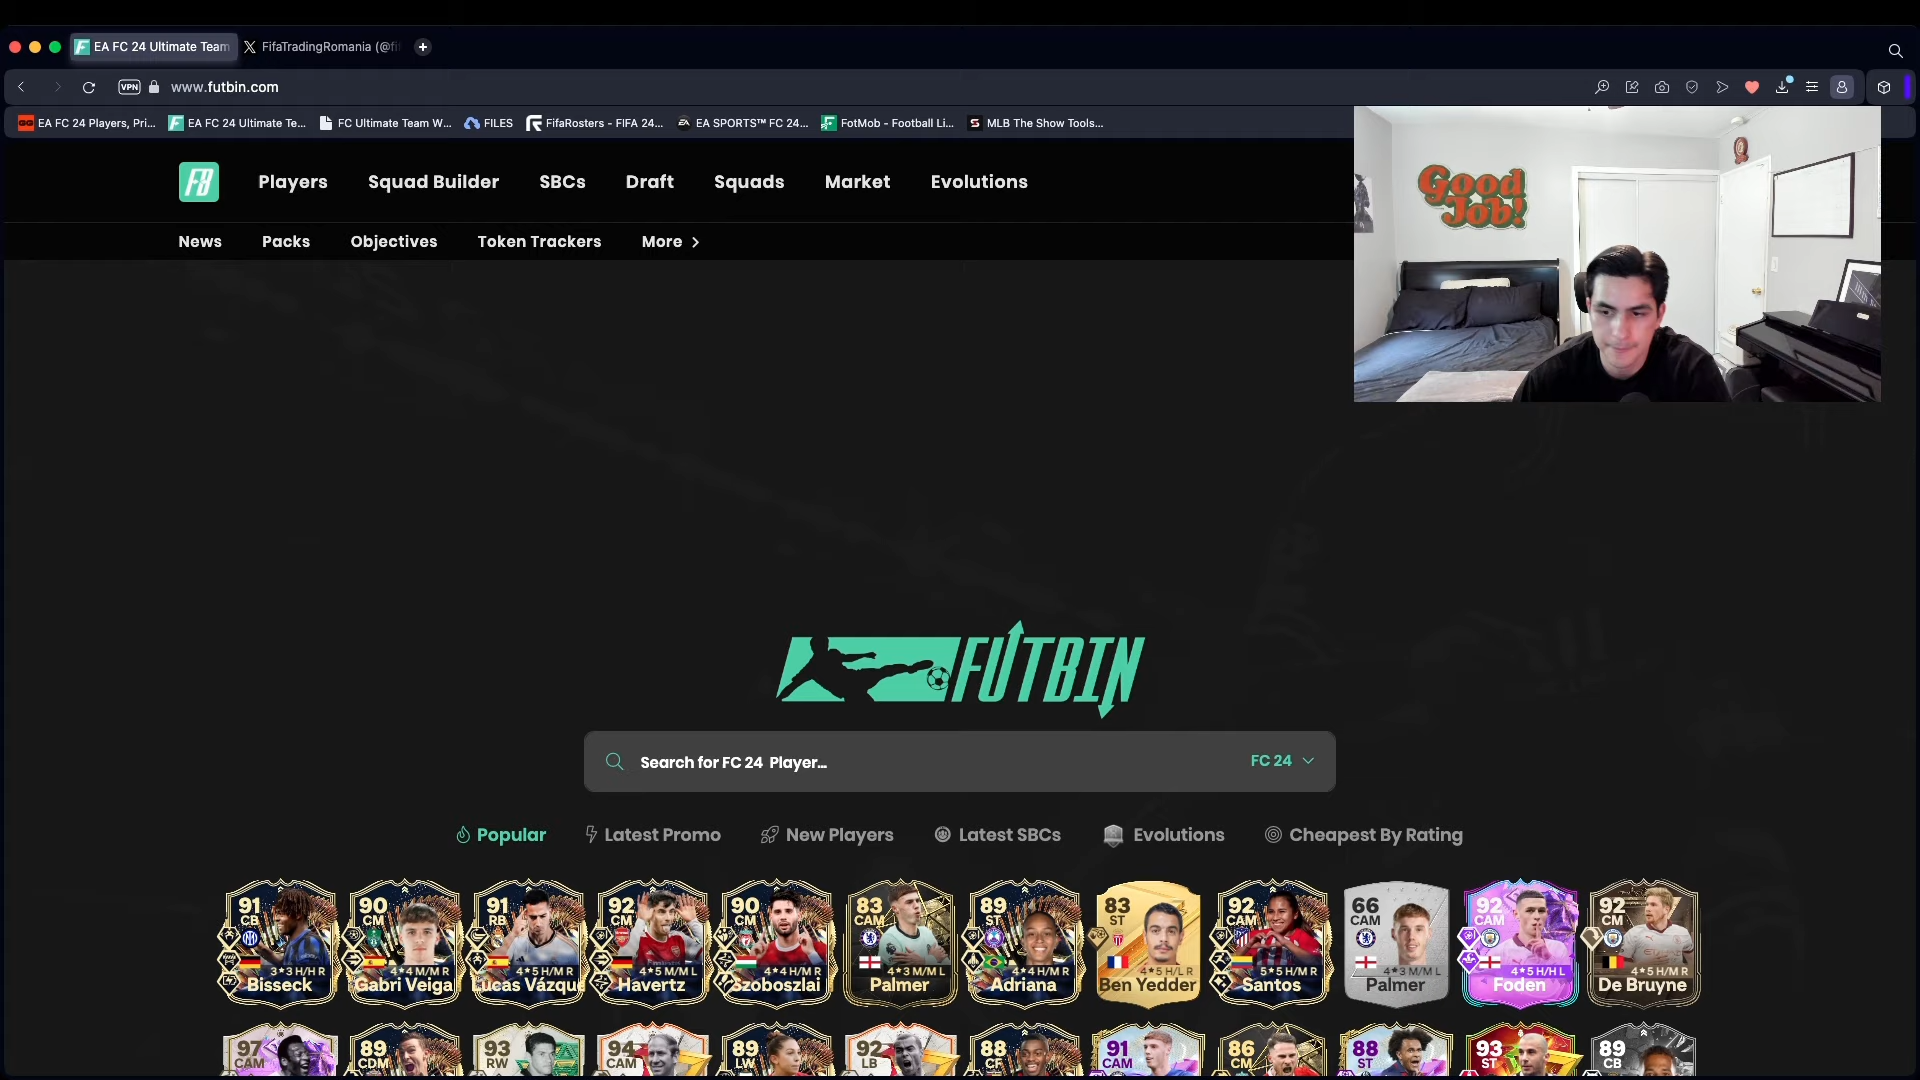 EA FC 24 Ultimate Team
FifaTradingRomania (@fi
VPN
www.futbin.com
EA FC 24 Players, Pri...
EA FC 24 Ultimate Te...
FC Ultimate Team W...
FILES
FifaRosters - FIFA 24...
EA SPORTS™ FC 24...
FotMob - Football Li...
MLB The Show Tools...
Good
Job!
Players
Squad Builder
SBCs
Draft
Squads
Market
Evolutions
News
Packs
Objectives
Token Trackers
More
FUTBIN
Search for FC 24 Player...
FC 24
Popular
Latest Promo
New Players
Latest SBCs
Evolutions
Cheapest By Rating
91
CB
3★3 H/H R
Bisseck
90
CM
4★4 M/M R
Gabri Veiga
91
RB
4★5 H/M R
Lucas Vázque
92
CM
4★5 M/M L
Havertz
90
CM
4★4 H/M R
Szoboszlai
83
CAM
4★3 M/M L
Palmer
89
ST
4★4 H/M R
Adriana
83
ST
4★5 H/L R
Ben Yedder
92
CAM
5★5 H/M R
Santos
66
CAM
4★3 M/M L
Palmer
92
CAM
4★5 H/H L
Foden
92
CM
4★5 H/M R
De Bruyne
97
CAM
89
CDM
93
RW
94
CAM
89
LW
92
LB
88
CF
91
CAM
86
CM
88
ST
93
ST
89
CB